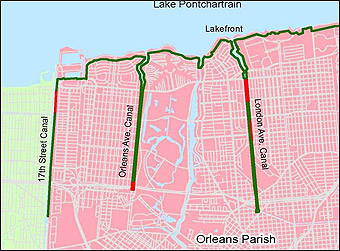 Lake Pontchartrain
Lakefront
17th Street Canal
Orleans Ave. Canal
London Ave. Canal
Orleans Parish